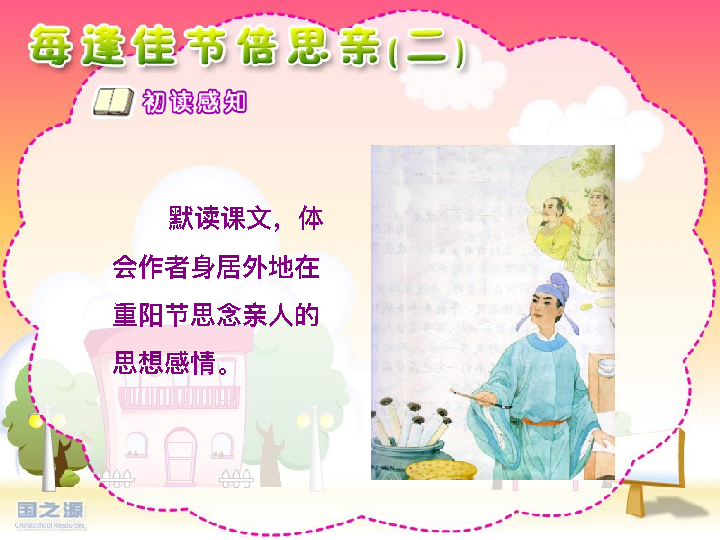 每逢佳节倍思亲(二)
初读感知
默读课文，体
会作者身居外地在
重阳节思念亲人的
思想感情。
国之源